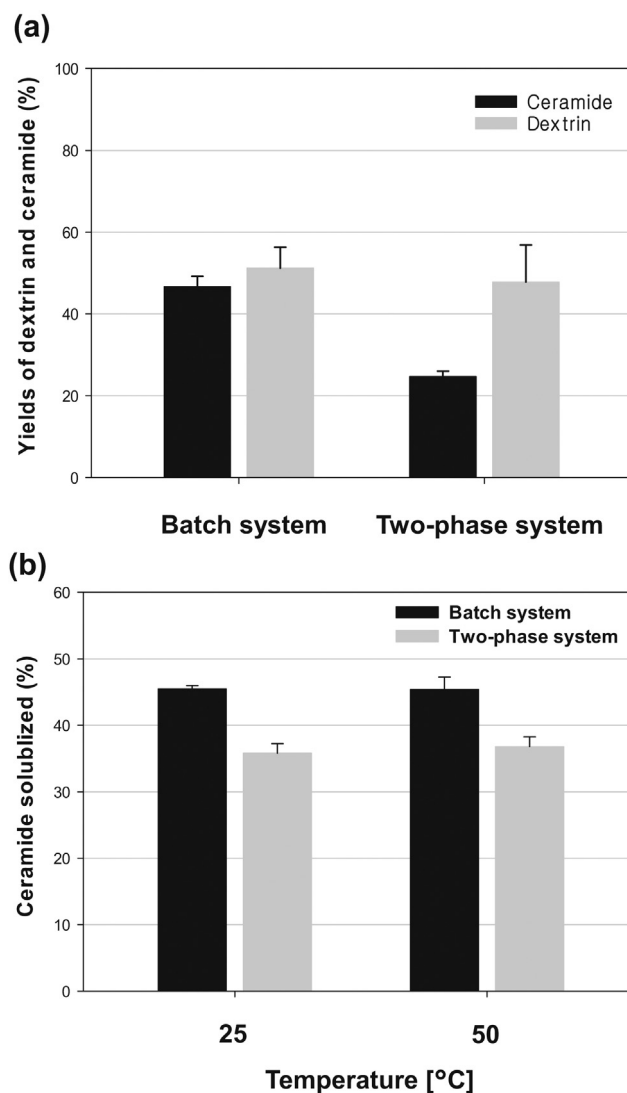 (a)
Yields of dextrin and ceramide (%)
100
80
60
40
20
0
Ceramide
Dextrin
Batch system
Two-phase system
(b)
Ceramide solublized (%)
60
50
40
30
20
10
0
Batch system
Two-phase system
25
50
Temperature [°C]